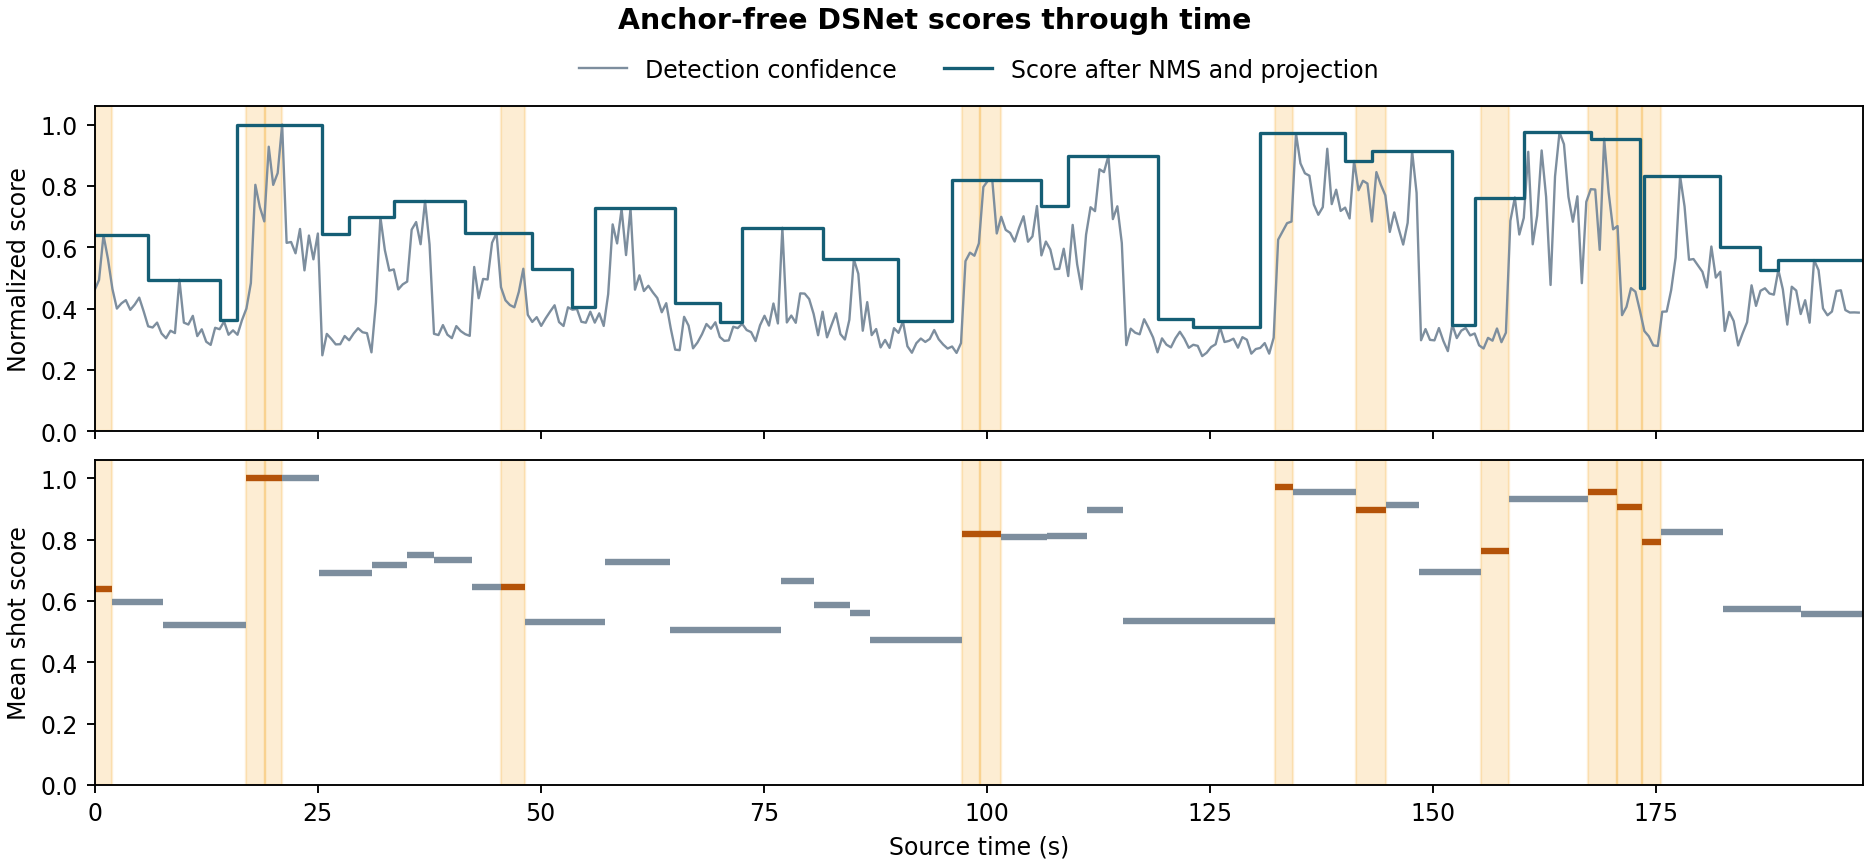 Anchor-free DSNet scores through time
Detection confidence
Score after NMS and projection
Normalized score
1.0
0.8
0.6
0.4
0.2
0.0
Mean shot score
1.0
0.8
0.6
0.4
0.2
0.0
0 25 50 75 100 125 150 175
Source time (s)